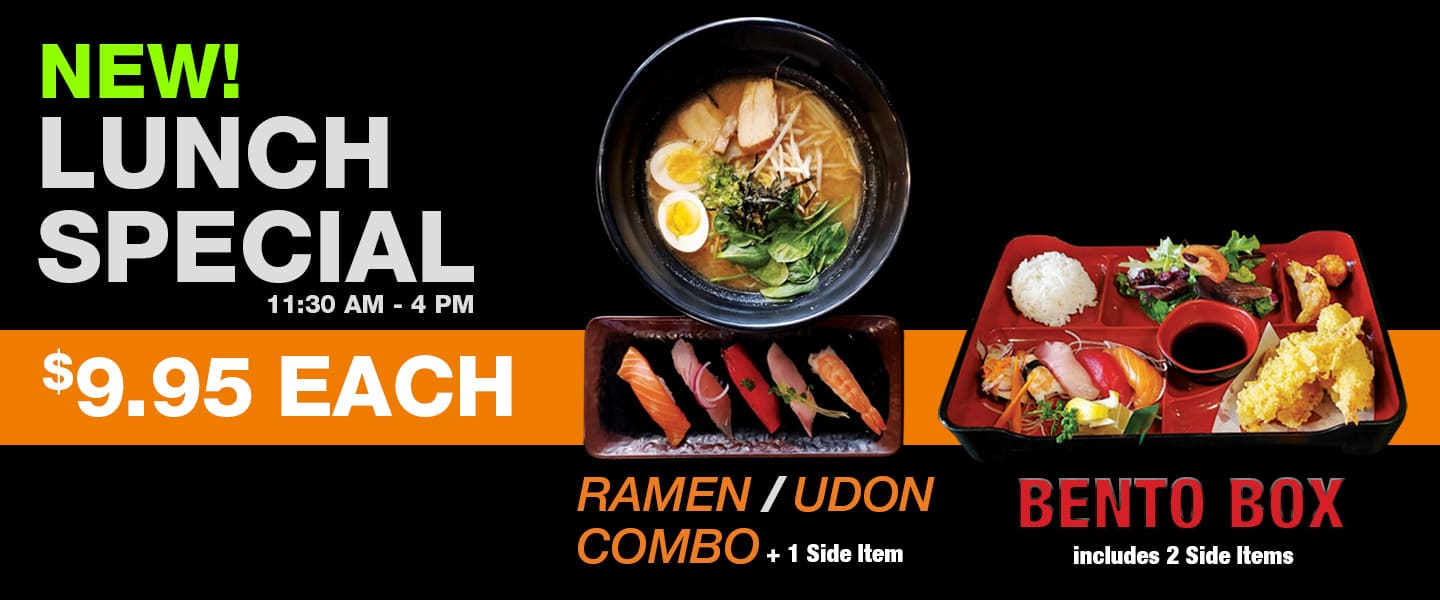 NEW!
LUNCH
SPECIAL
11:30 AM - 4 PM
$9.95 EACH
RAMEN / UDON
COMBO + 1 Side Item
BENTO BOX
includes 2 Side Items